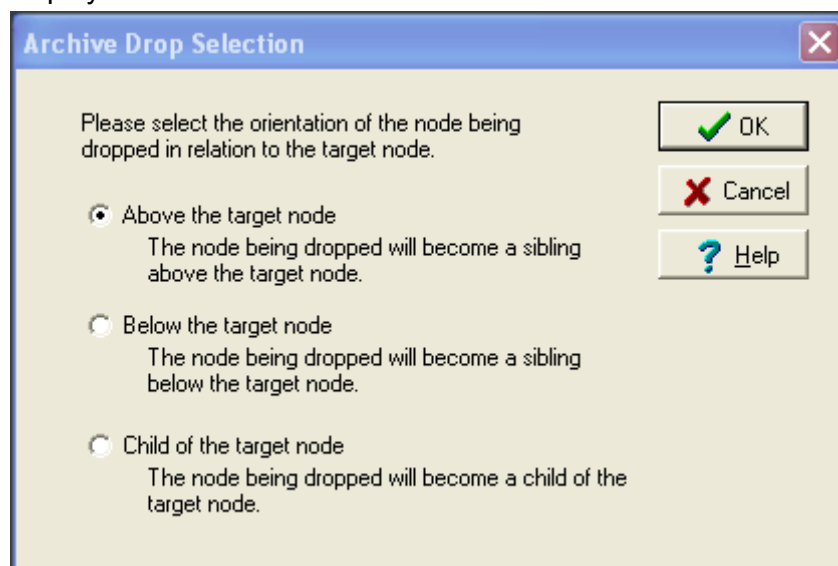 Archive Drop Selection
Please select the orientation of the node being
dropped in relation to the target node.
OK
Cancel
Help
Above the target node
The node being dropped will become a sibling
above the target node.
Below the target node
The node being dropped will become a sibling
below the target node.
Child of the target node
The node being dropped will become a child of the
target node.